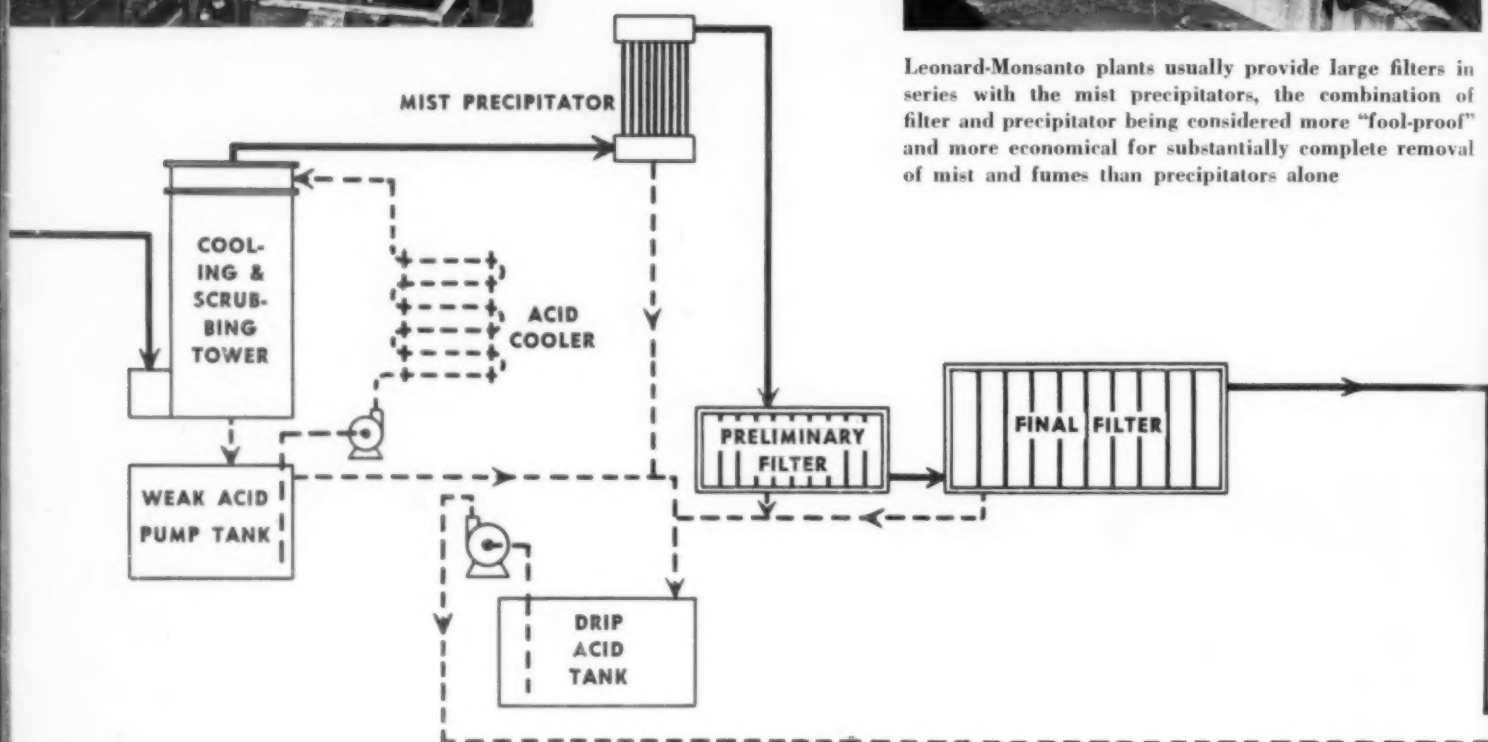 Leonard-Monsanto plants usually provide large filters in
series with the mist precipitators, the combination of
filter and precipitator being considered more “fool-proof”
and more economical for substantially complete removal
of mist and fumes than precipitators alone
MIST PRECIPITATOR
COOL-
ING &
SCRUB-
BING
TOWER
ACID
COOLER
PRELIMINARY
FILTER
FINAL FILTER
WEAK ACID
PUMP TANK
DRIP
ACID
TANK